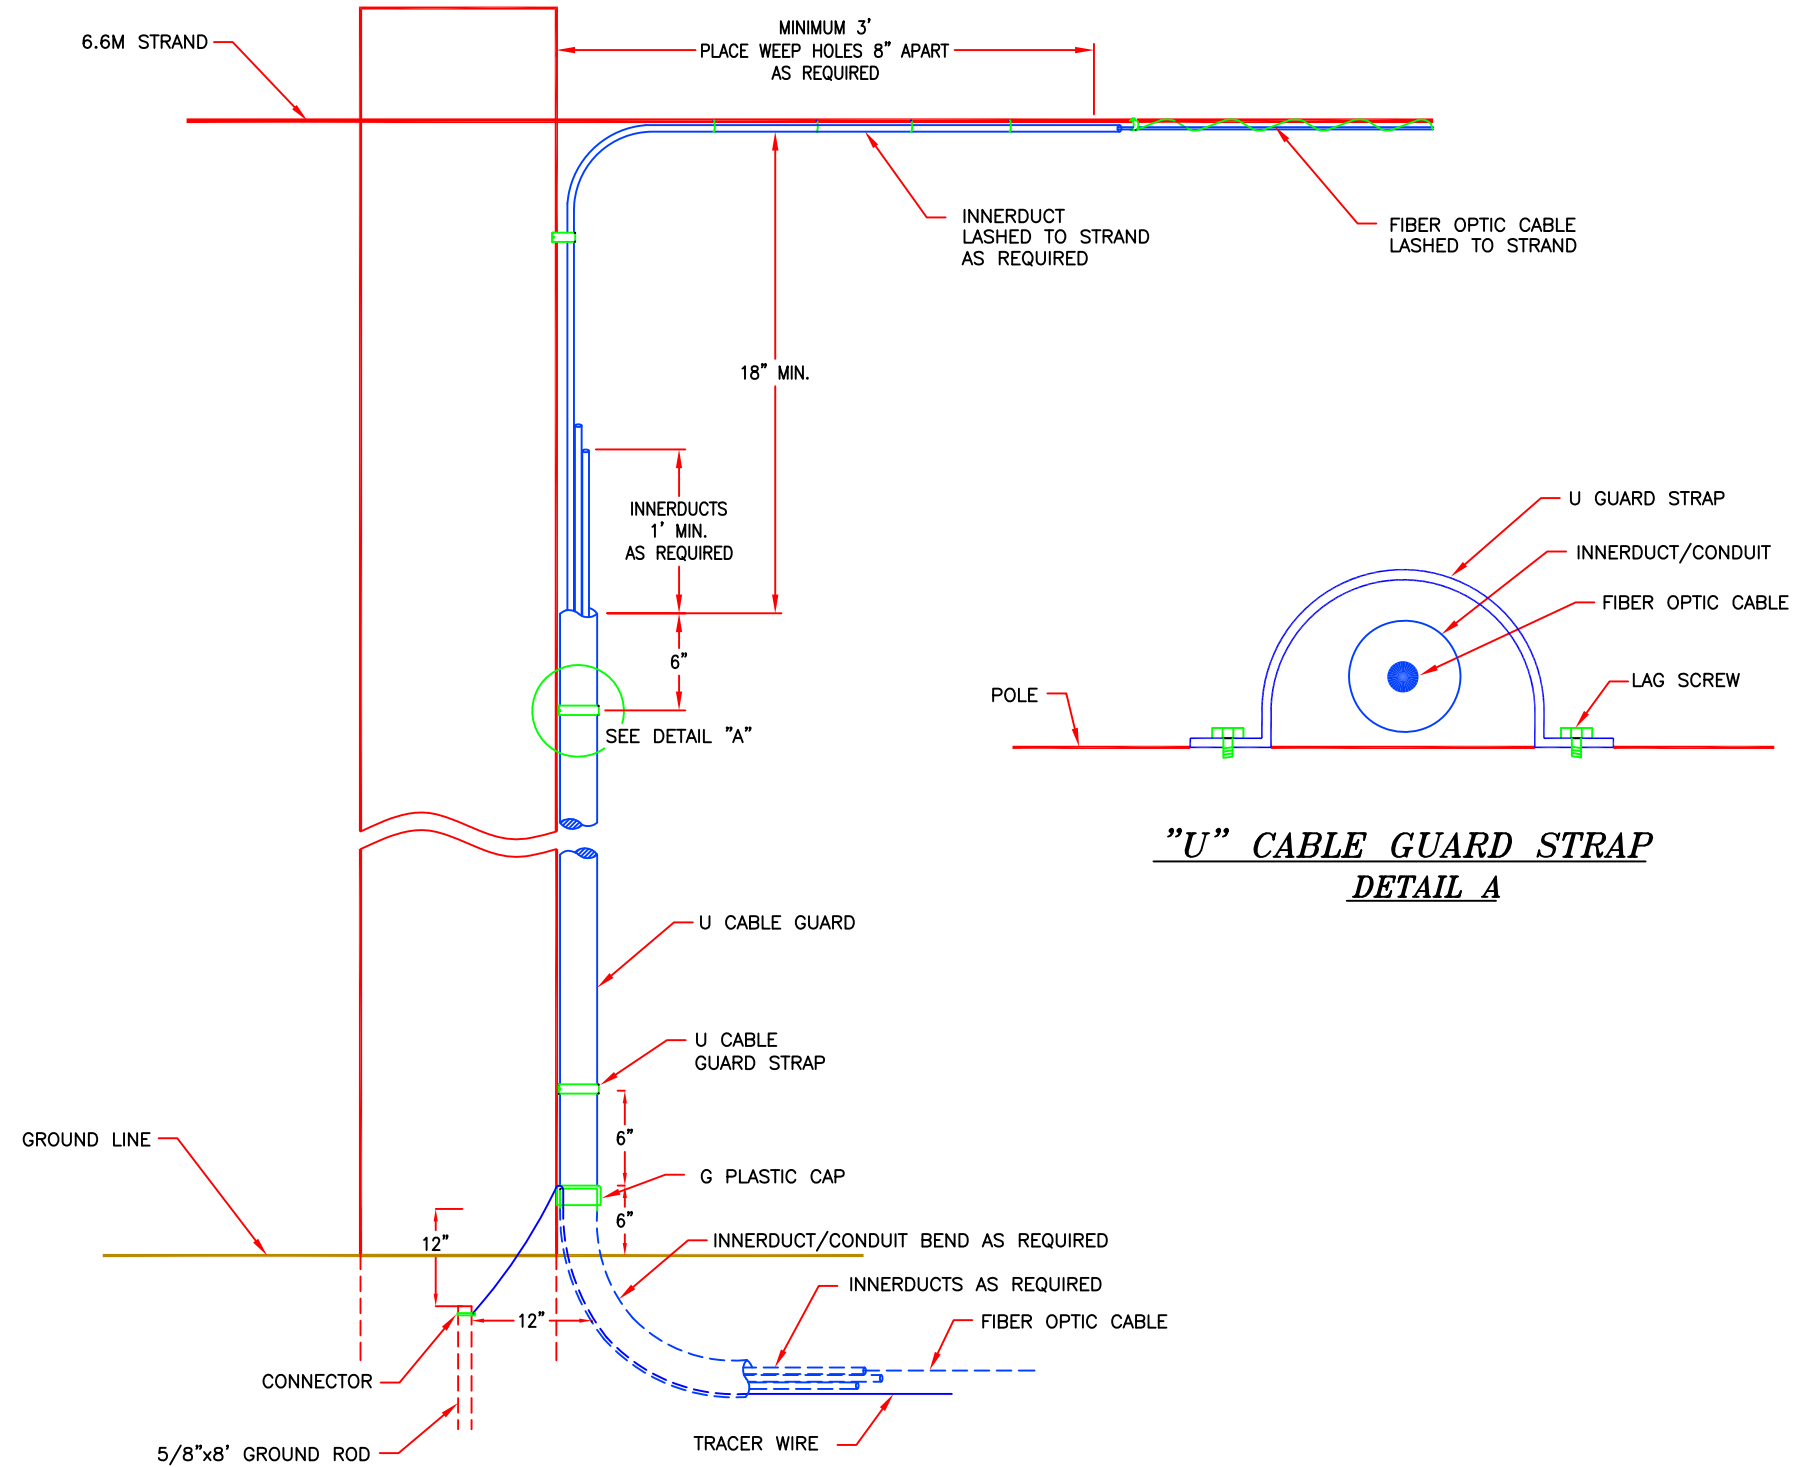 MINIMUM 3'
PLACE WEEP HOLES 8" APART
AS REQUIRED
6.6M STRAND
INNERDUCT
LASHED TO STRAND
AS REQUIRED
FIBER OPTIC CABLE
LASHED TO STRAND
18" MIN.
INNERDUCTS
1' MIN.
AS REQUIRED
6"
SEE DETAIL "A"
U GUARD STRAP
INNERDUCT/CONDUIT
FIBER OPTIC CABLE
LAG SCREW
POLE
"U" CABLE GUARD STRAP
DETAIL A
U CABLE GUARD
U CABLE
GUARD STRAP
6"
GROUND LINE
G PLASTIC CAP
6"
12"
INNERDUCT/CONDUIT BEND AS REQUIRED
INNERDUCTS AS REQUIRED
12"
FIBER OPTIC CABLE
CONNECTOR
TRACER WIRE
5/8"x8' GROUND ROD